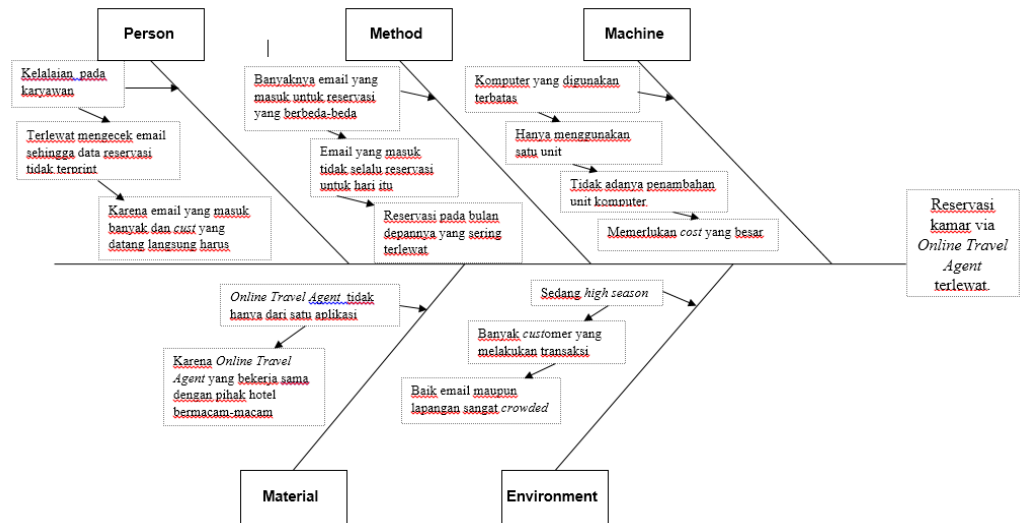 Person
Method
Machine
Kelalaian pada
karyawan
Terlewat mengecek email
sehingga data reservasi
tidak terprint
Karena email yang masuk
banyak dan cust yang
datang langsung harus
Banyaknya email yang
masuk untuk reservasi
yang berbeda-beda
Email yang masuk
tidak selalu reservasi
untuk hari itu
Reservasi pada bulan
depannya yang sering
terlewat
Komputer yang digunakan
terbatas
Hanya menggunakan
satu unit
Tidak adanya penambahan
unit komputer
Memerlukan cost yang besar
Reservasi
kamar via
Online Travel
Agent
terlewat
Online Travel Agent tidak
hanya dari satu aplikasi
Karena Online Travel
Agent yang bekerja sama
dengan pihak hotel
bermacam-macam
Sedang high season
Banyak customer yang
melakukan transaksi
Baik email maupun
lapangan sangat crowded
Material
Environment